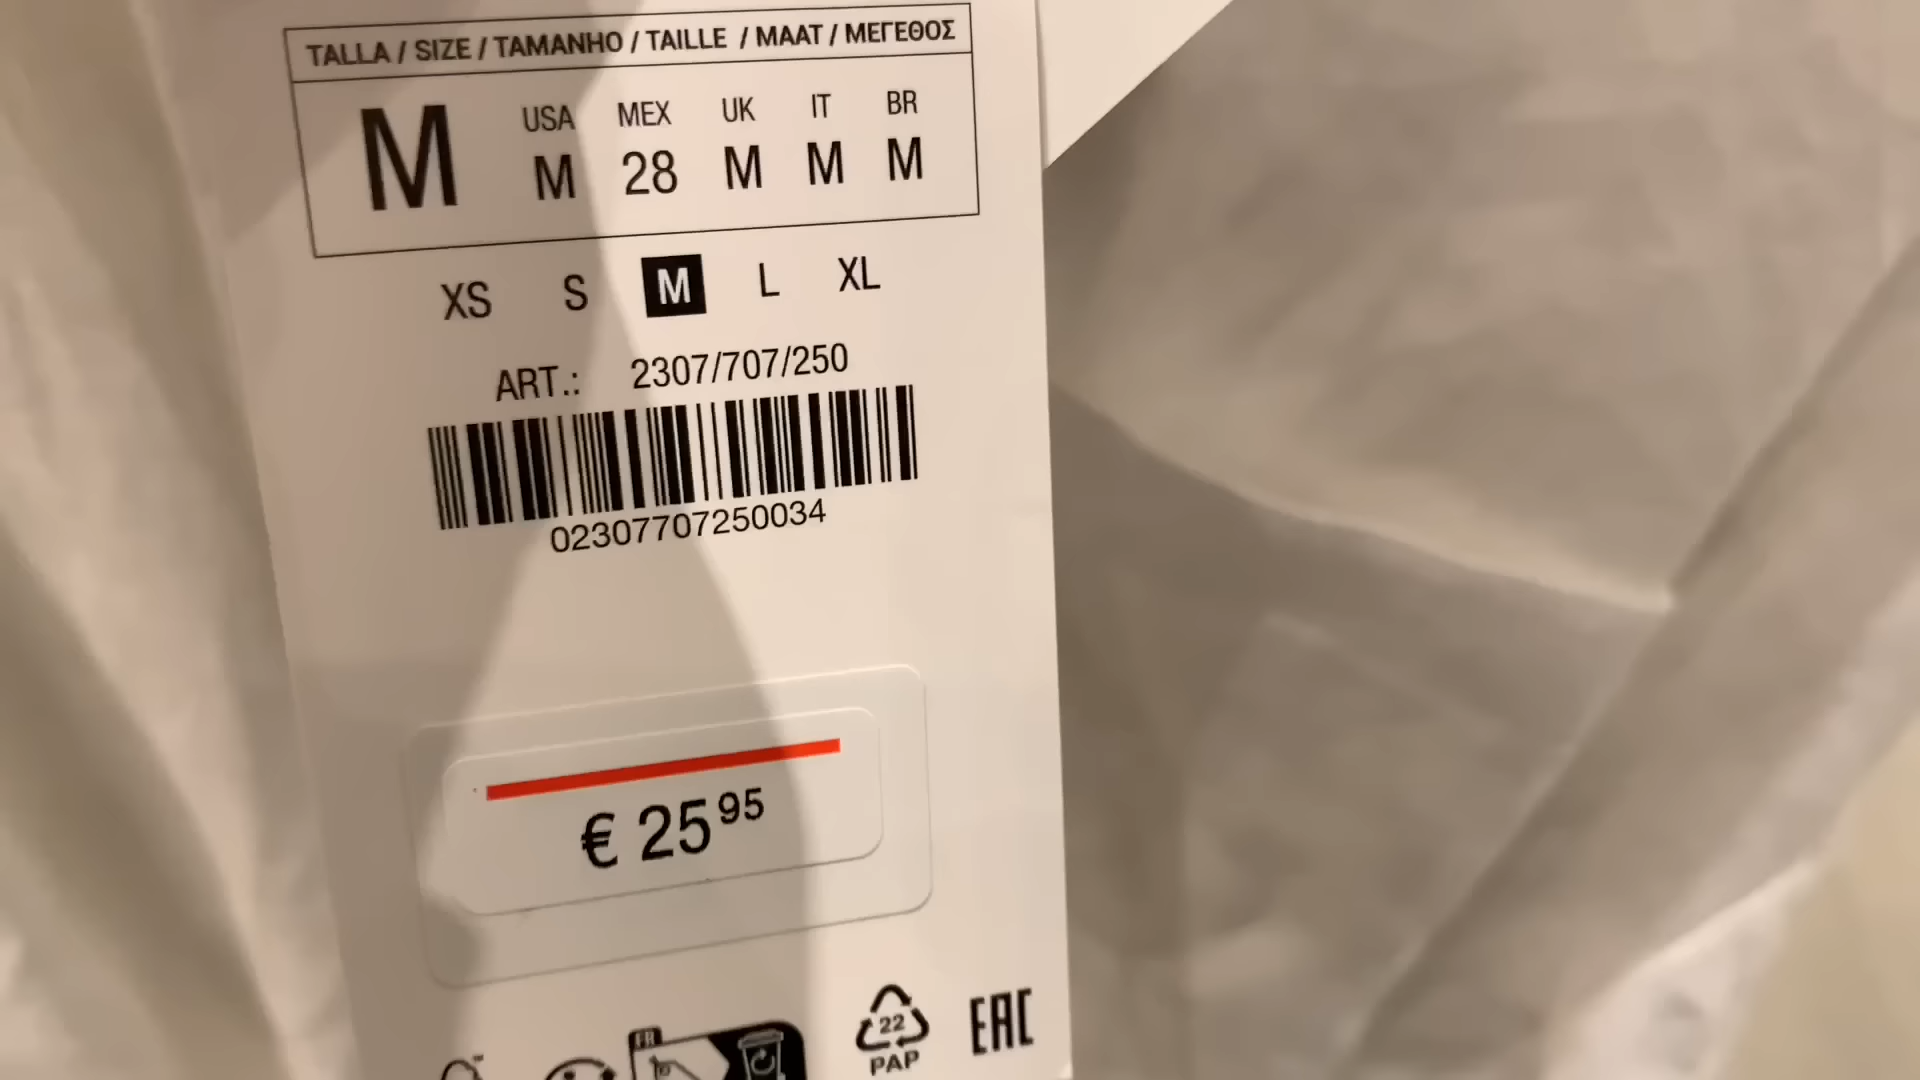 TALLA / SIZE / TAMANHO / TAILLE / MAAT / ΜΕΓΕΘΟΣ
M USA MEX UK IT BR
M 28 M M M
XS S M L XL
ART.: 2307/707/250
02307707250034
€ 25 95
FR
22
PAP
EAC